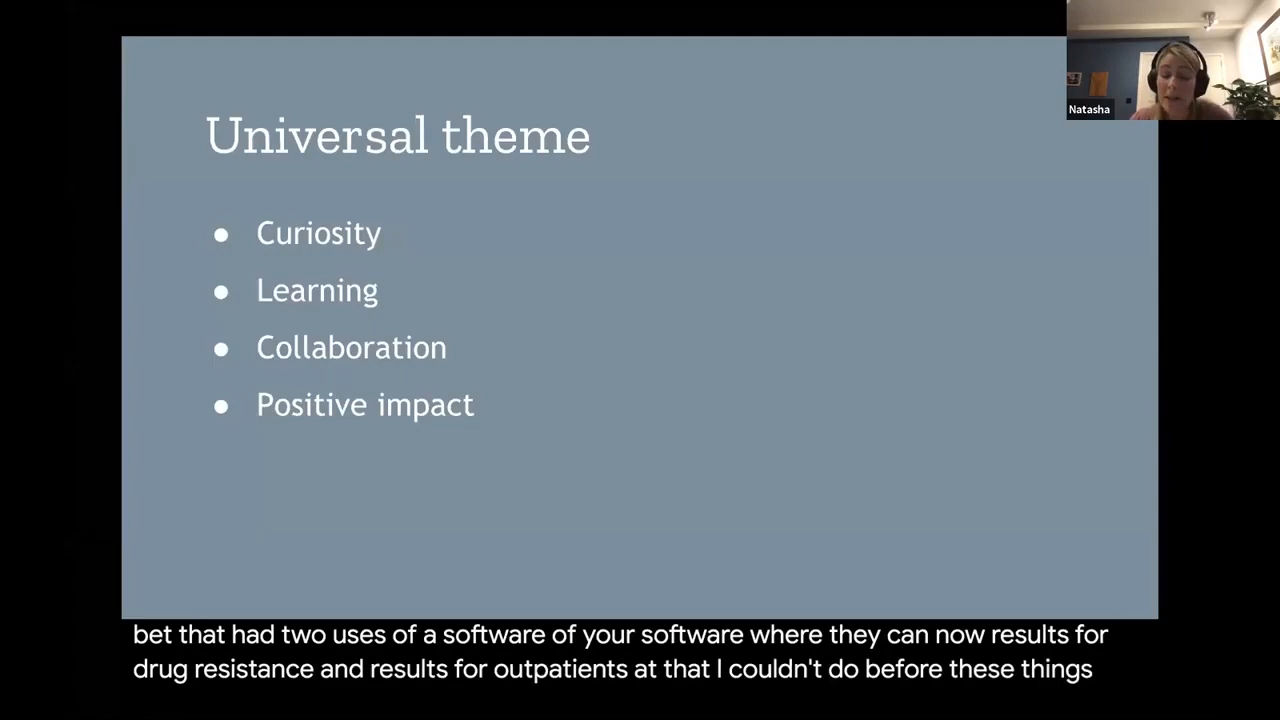 Natasha
Universal theme
● Curiosity
● Learning
● Collaboration
● Positive impact
bet that had two uses of a software of your software where they can now results for
drug resistance and results for outpatients at that I couldn't do before these things